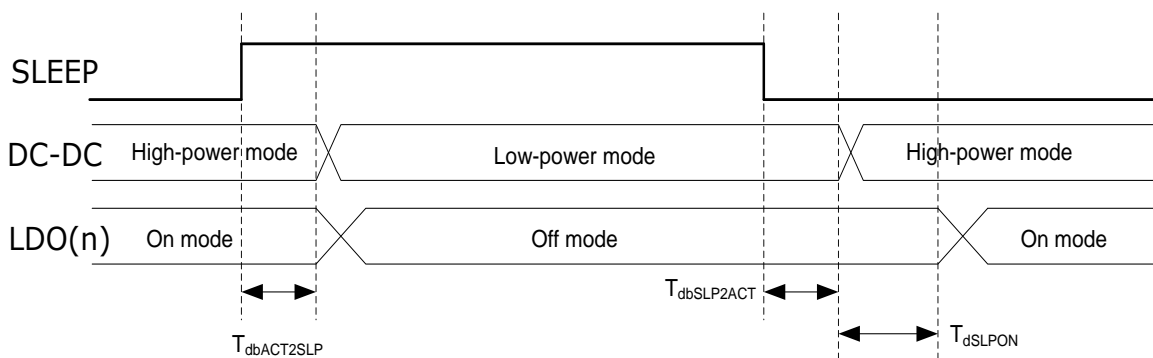 SLEEP
DC-DC High-power mode Low-power mode High-power mode
LDO(n) On mode Off mode On mode
TdbSLP2ACT
TdbACT2SLP TdSLPON